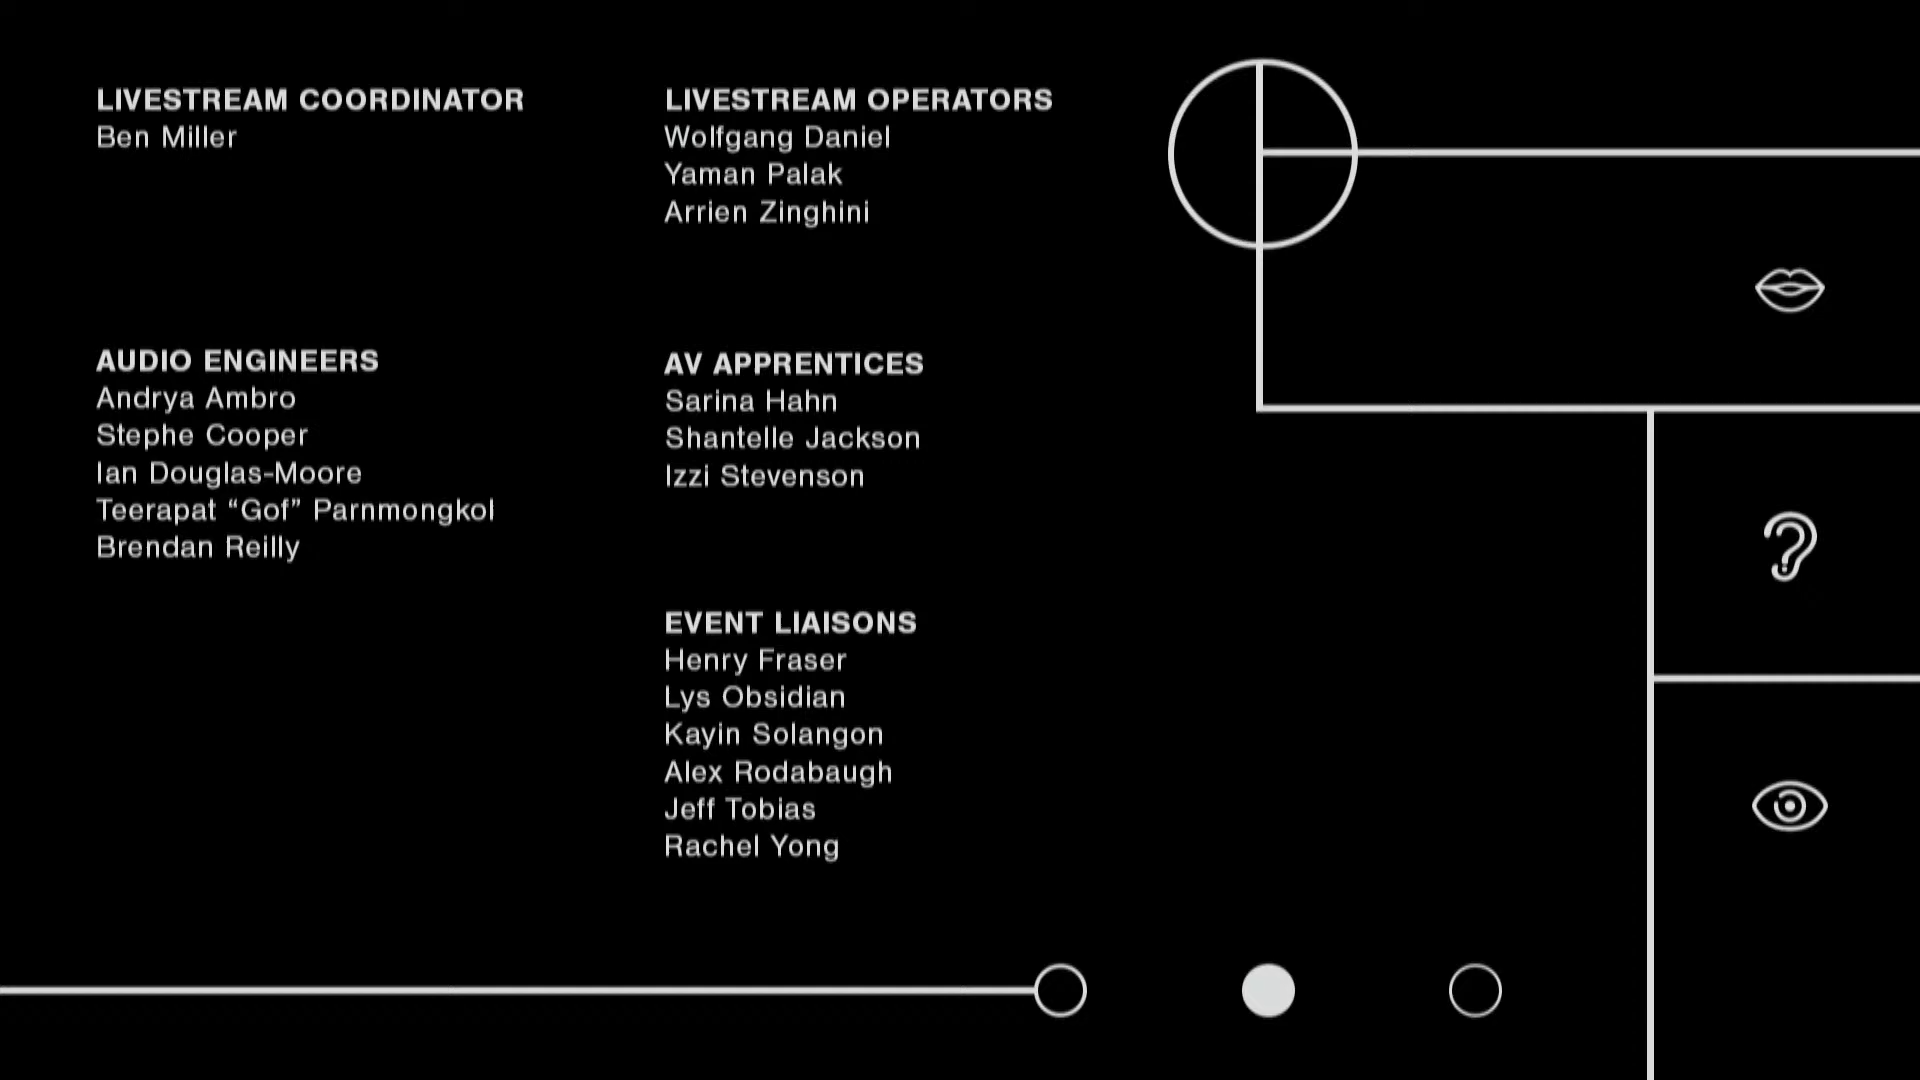 LIVESTREAM COORDINATOR
Ben Miller
LIVESTREAM OPERATORS
Wolfgang Daniel
Yaman Palak
Arrien Zinghini
AUDIO ENGINEERS
Andrya Ambro
Stephe Cooper
Ian Douglas-Moore
Teerapat “Gof” Parnmongkol
Brendan Reilly
AV APPRENTICES
Sarina Hahn
Shantelle Jackson
Izzi Stevenson
EVENT LIAISONS
Henry Fraser
Lys Obsidian
Kayin Solangon
Alex Rodabaugh
Jeff Tobias
Rachel Yong